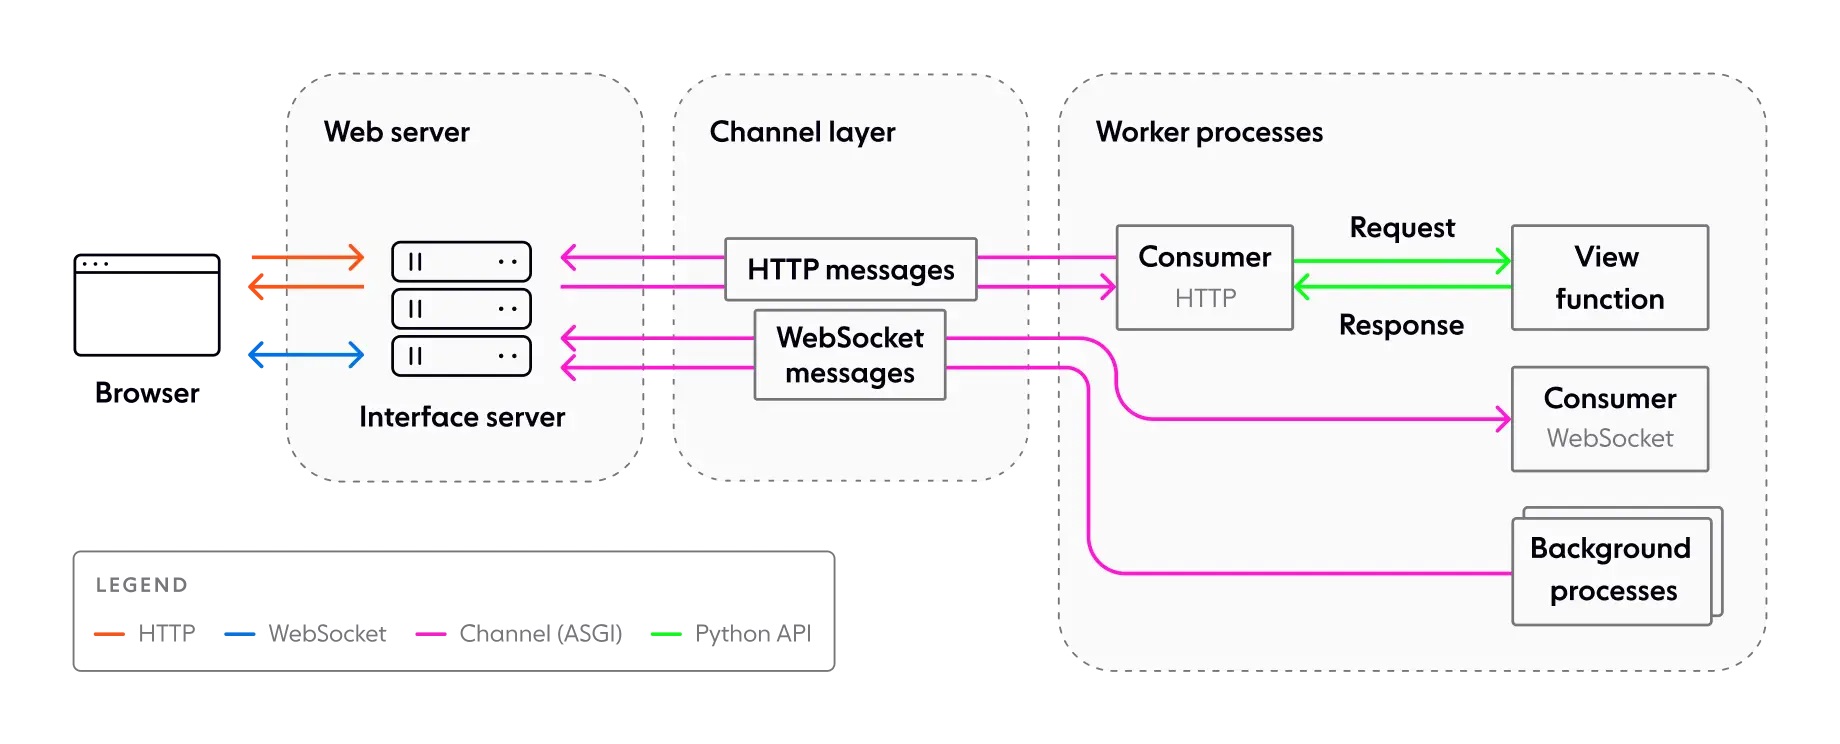 Web server
Channel layer
Worker processes
Browser
Interface server
HTTP messages
WebSocket
messages
Consumer
HTTP
Request
Response
View
function
Consumer
WebSocket
Background
processes
LEGEND
HTTP
WebSocket
Channel (ASGI)
Python API